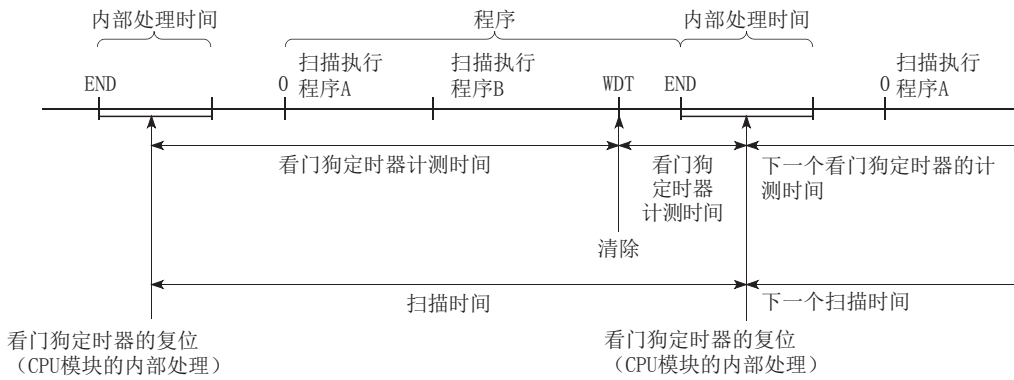 内部处理时间
程序
内部处理时间
扫描执行
程序A
扫描执行
程序B
扫描执行
程序A
END
0
WDT
END
0
看门狗定时器计测时间
看门狗
定时器
计测时间
下一个看门狗定时器的计
测时间
清除
扫描时间
下一个扫描时间
看门狗定时器的复位
（CPU模块的内部处理）
看门狗定时器的复位
（CPU模块的内部处理）